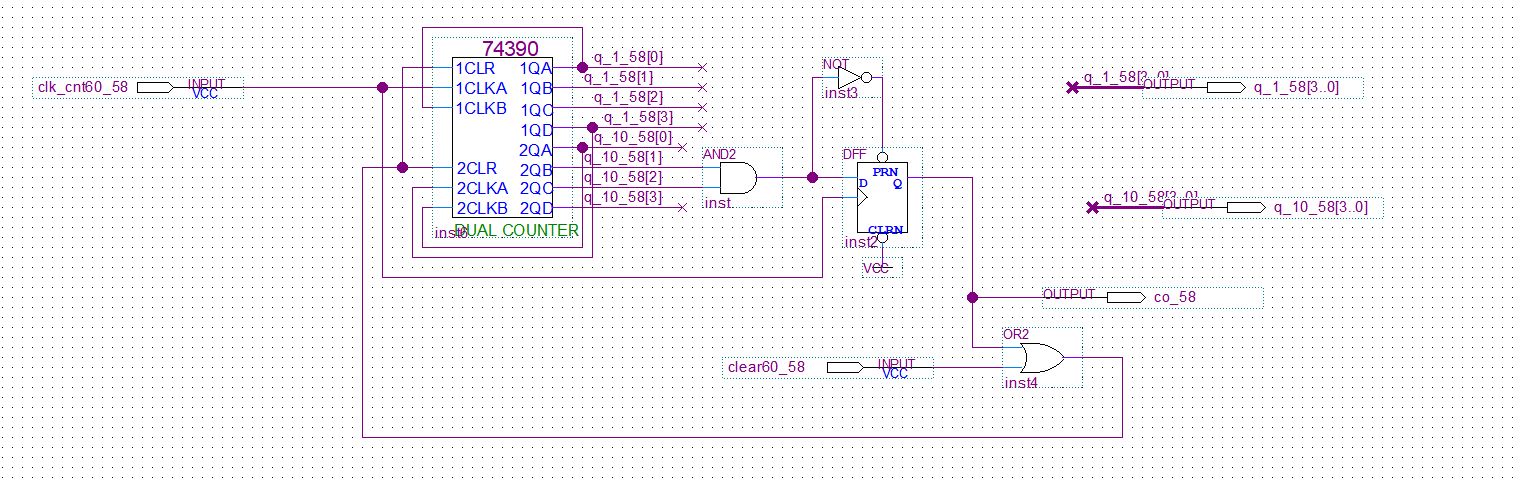 clk_cnt60_58
INPUT
VCC
74390
1CLR
1CLKA
1CLKB
2CLR
2CLKA
2CLKB
1QA
1QB
1QC
1QD
2QA
2QB
2QC
2QD
inst6
DUAL COUNTER
q_1_58[0]
q_1_58[1]
q_1_58[2]
q_1_58[3]
q_10_58[0]
q_10_58[1]
q_10_58[2]
q_10_58[3]
AND2
inst
NOT
inst3
DFF
PRN
D
Q
CLRN
inst2
VCC
q_1_58[3..0]
OUTPUT
q_1_58[3..0]
q_10_58[3..0]
OUTPUT
q_10_58[3..0]
OUTPUT
co_58
clear60_58
INPUT
VCC
OR2
inst4